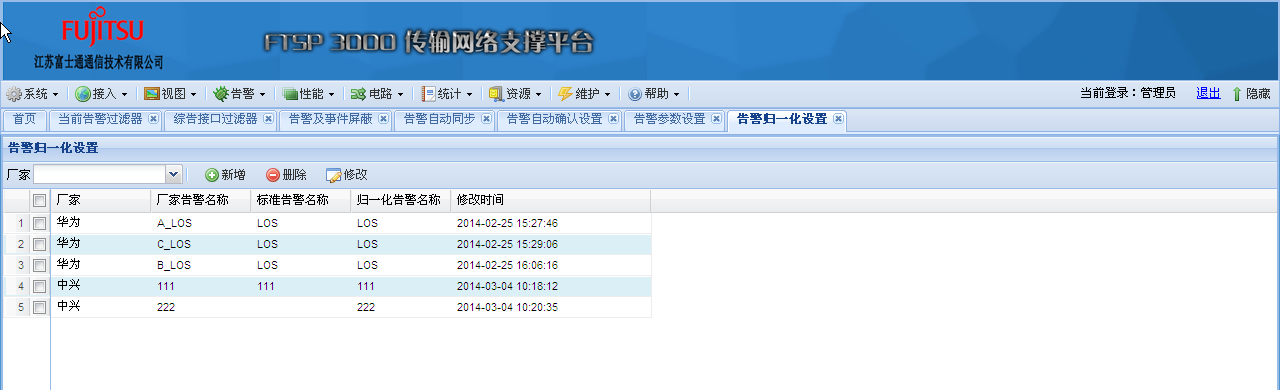 FUJITSU
江苏富士通通信技术有限公司
FTSP 3000 传输网络支撑平台
系统 接入 视图 告警 性能 电路 统计 资源 维护 帮助 当前登录：管理员 退出 隐藏
首页 当前告警过滤器 综告接口过滤器 告警及事件屏蔽 告警自动同步 告警自动确认设置 告警参数设置 告警归一化设置
告警归一化设置
厂家 新增 删除 修改
厂家 厂家告警名称 标准告警名称 归一化告警名称 修改时间
1 华为 A_LOS LOS LOS 2014-02-25 15:27:46
2 华为 C_LOS LOS LOS 2014-02-25 15:29:06
3 华为 B_LOS LOS LOS 2014-02-25 16:06:16
4 中兴 111 111 111 2014-03-04 10:18:12
5 中兴 222 222 2014-03-04 10:20:35